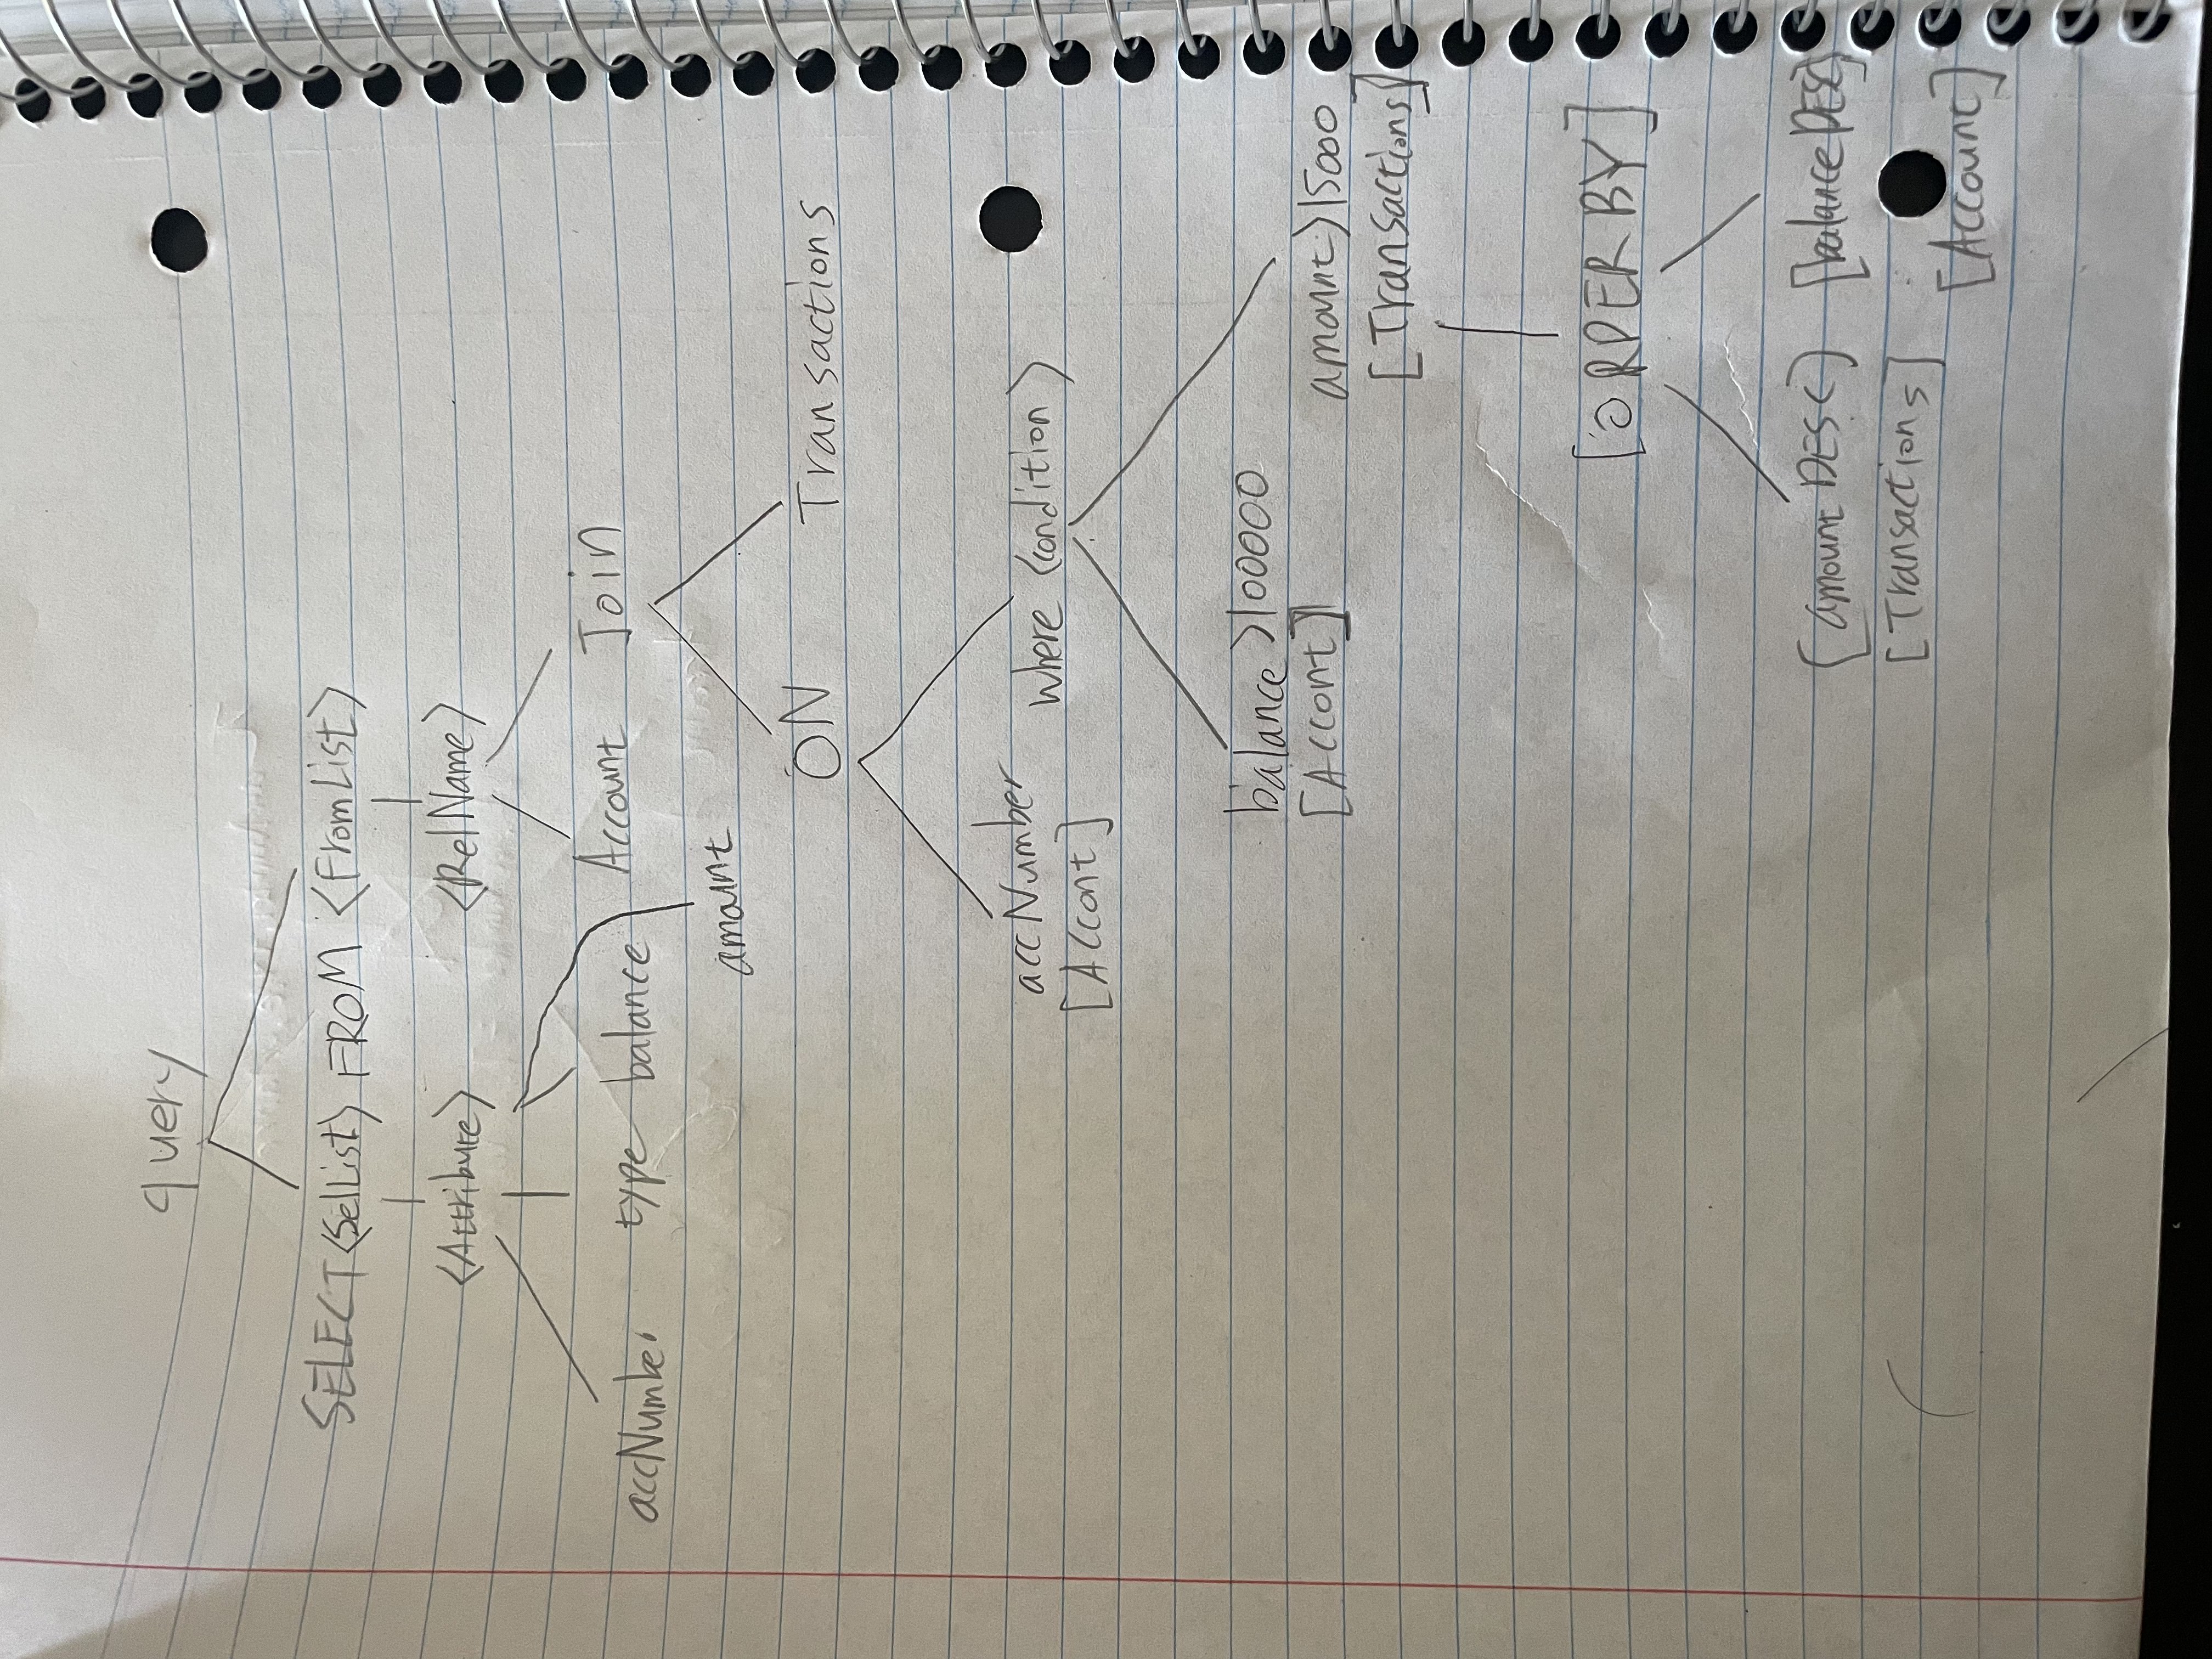 query
SELECT <SelList> FROM <FromList>
<Attribute> <RelName>
accNumber type balance Account Join
amount
ON Transactions
accNumber where <condition>
[Accont]
balance >100000
[Accont] amount>15000
[Transactions]
[ORDER BY]
[amount DESC] [balance DESC]
[Transactions]
[Account]